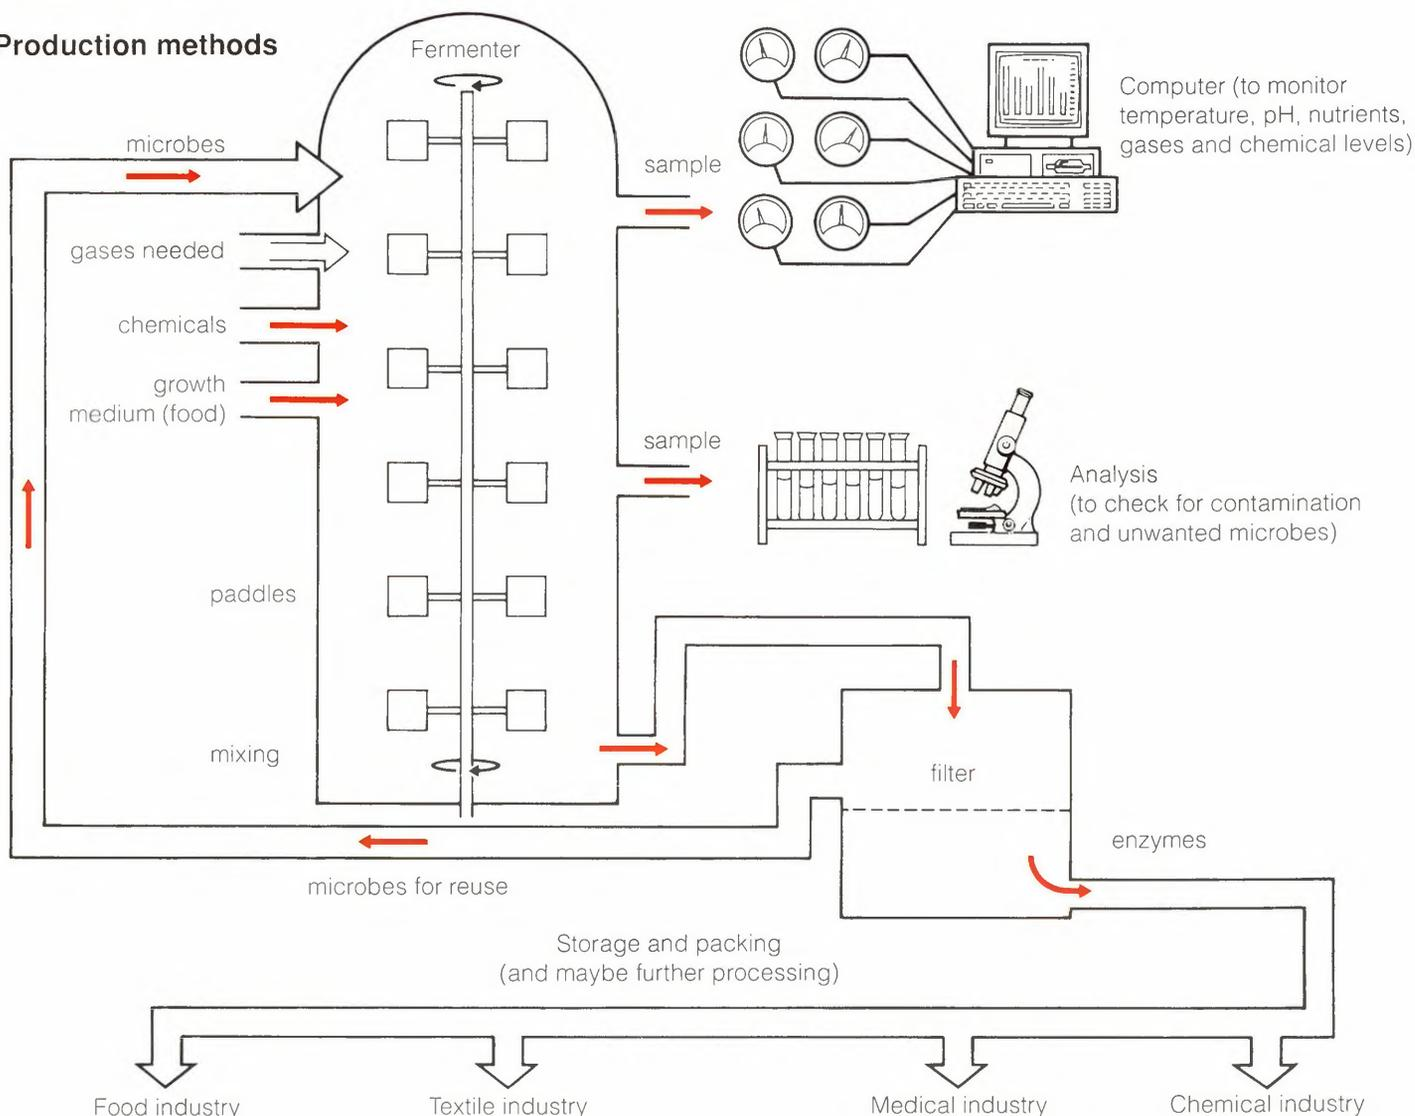 Production methods
Fermenter
microbes
gases needed
chemicals
growth
medium (food)
paddles
mixing
sample
Computer (to monitor
temperature, pH, nutrients,
gases and chemical levels)
sample
Analysis
(to check for contamination
and unwanted microbes)
filter
enzymes
microbes for reuse
Storage and packing
(and maybe further processing)
Food industry
Textile industry
Medical industry
Chemical industry